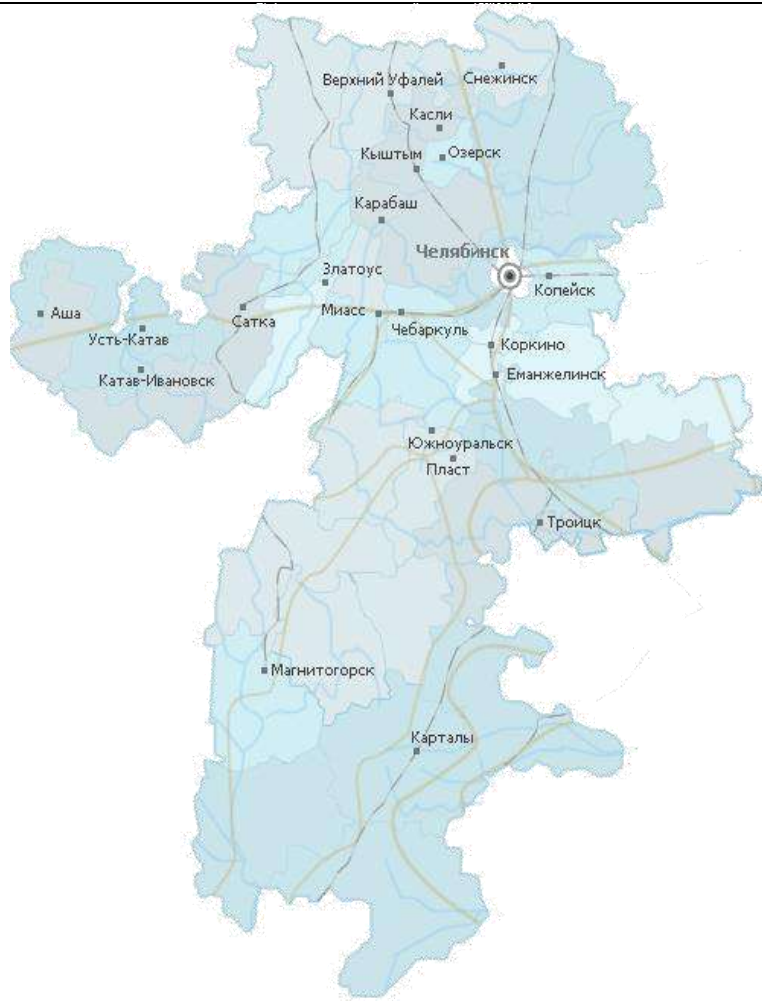 Верхний Уфалей
Снежинск
Касли
Кыштым
Озерск
Карабаш
Челябинск
Златоус
Копейск
Аша
Сатка
Миасс
Чебаркуль
Усть-Катав
Коркино
Катав-Ивановск
Еманжелинск
Южноуральск
Пласт
Троицк
Магнитогорск
Карталы